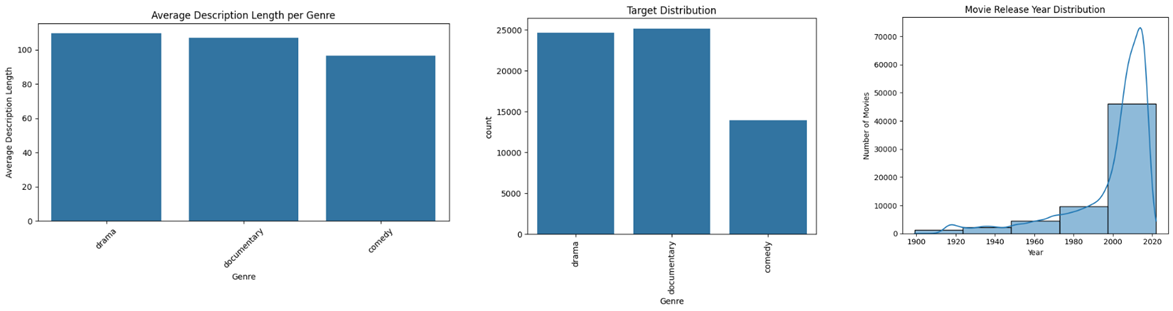 Average Description Length per Genre
Average Description Length
100
80
60
40
20
0
drama
documentary
comedy
Genre
Target Distribution
count
25000
20000
15000
10000
5000
0
drama
documentary
comedy
Genre
Movie Release Year Distribution
Number of Movies
70000
60000
50000
40000
30000
20000
10000
0
1900 1920 1940 1960 1980 2000 2020
Year